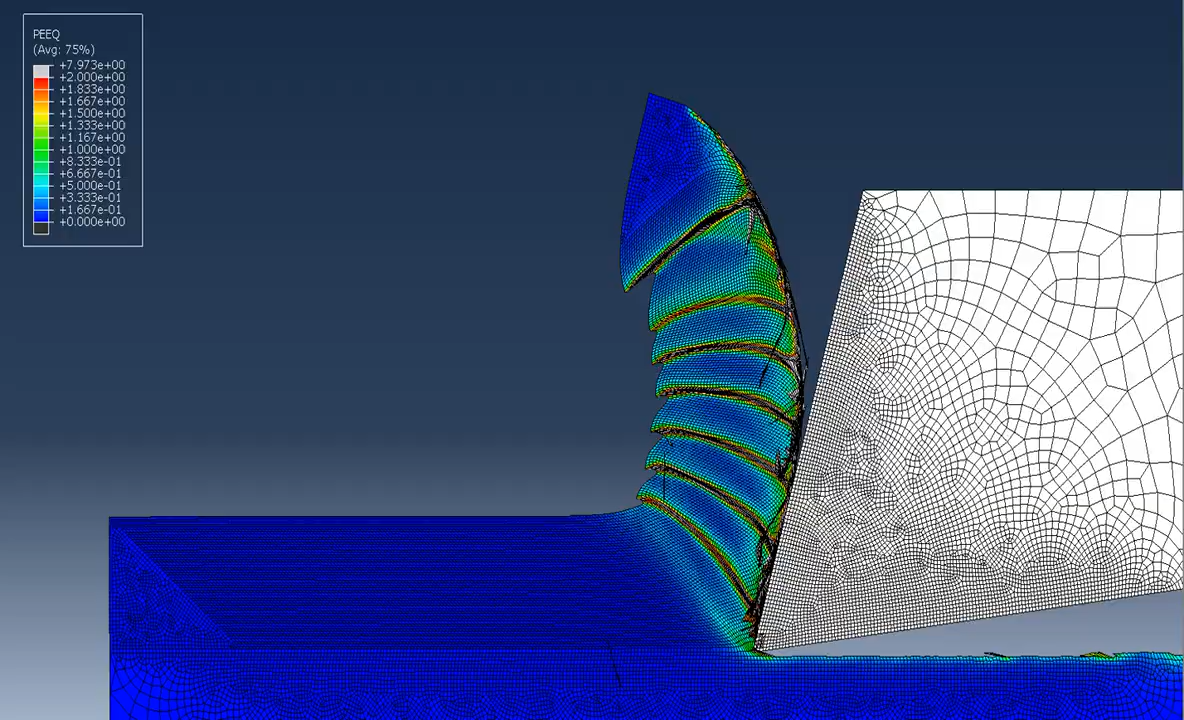 PEEQ
(Avg: 75%)
+7.973e+00
+2.000e+00
+1.833e+00
+1.667e+00
+1.500e+00
+1.333e+00
+1.167e+00
+1.000e+00
+8.333e-01
+6.667e-01
+5.000e-01
+3.333e-01
+1.667e-01
+0.000e+00